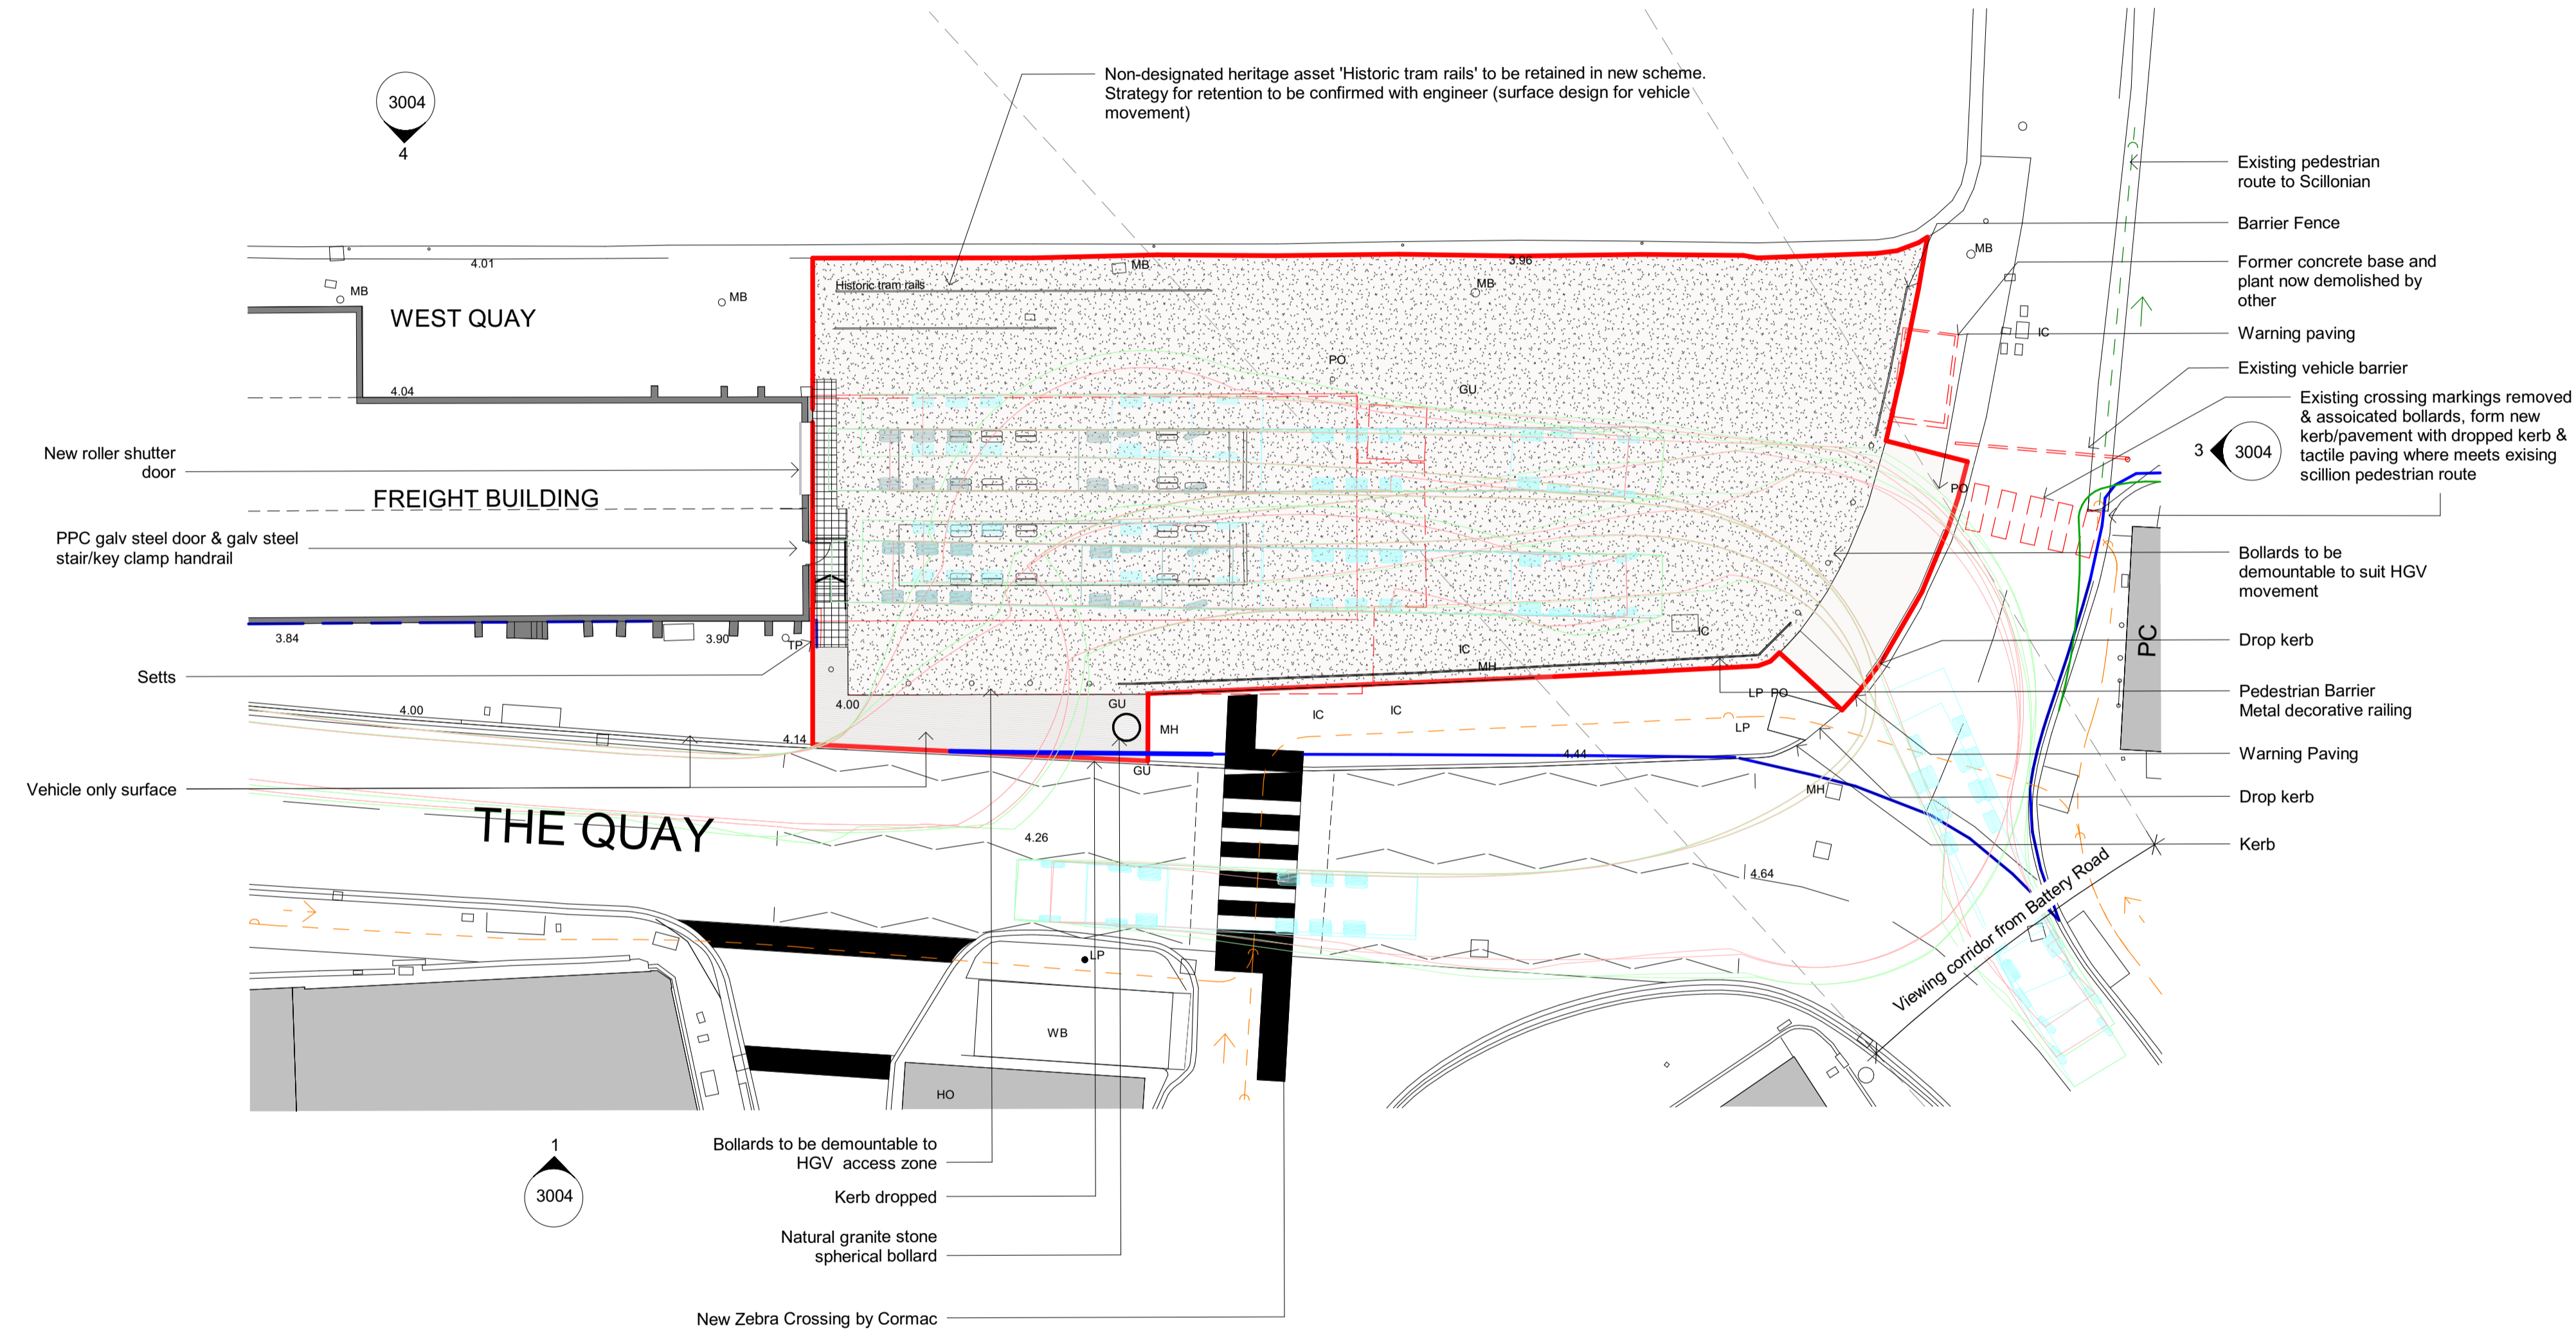 Non-designated heritage asset 'Historic tram rails' to be retained in new scheme.
Strategy for retention to be confirmed with engineer (surface design for vehicle
movement)
3004
4
Existing pedestrian
route to Scillonian
Barrier Fence
Former concrete base and
plant now demolished by
other
Warning paving
Existing vehicle barrier
Existing crossing markings removed
& assoicated bollards, form new
kerb/pavement with dropped kerb &
tactile paving where meets exising
scillion pedestrian route
3
3004
Bollards to be
demountable to suit HGV
movement
Drop kerb
Pedestrian Barrier
Metal decorative railing
Warning Paving
Drop kerb
Kerb
4.01
MB
MB
WEST QUAY
4.04
MB
3.96
Historic tram rails
MB
MB
IC
PO
P
GU
PO
New roller shutter
door
FREIGHT BUILDING
PPC galv steel door & galv steel
stair/key clamp handrail
3.84
3.90
TP
Setts
IC
IC
MH
PC
4.00
4.00
GU
MH
IC
IC
LP
PO
LP
4.14
GU
4.44
MH
Vehicle only surface
THE QUAY
4.26
4.64
Viewing corridor from Battery Road
LP
WB
HO
1
3004
Bollards to be demountable to
HGV access zone
Kerb dropped
Natural granite stone
spherical bollard
New Zebra Crossing by Cormac